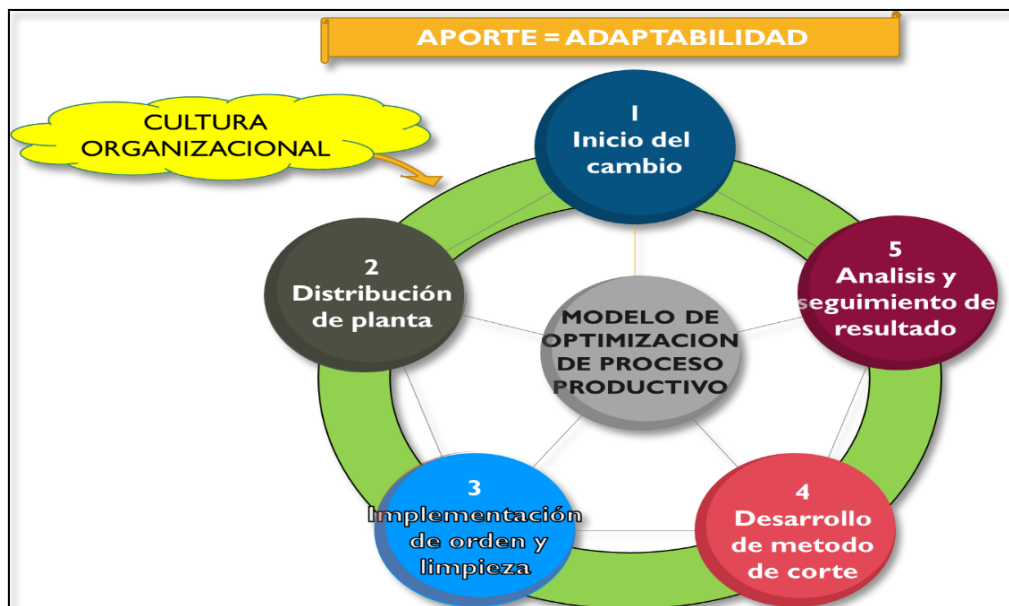 APORTE = ADAPTABILIDAD
CULTURA
ORGANIZACIONAL
1
Inicio del
cambio
2
Distribución
de planta
5
Analisis y
seguimiento de
resultado
MODELO DE
OPTIMIZACION
DE PROCESO
PRODUCTIVO
3
Implementación
de orden y
limpieza
4
Desarrollo
de metodo
de corte